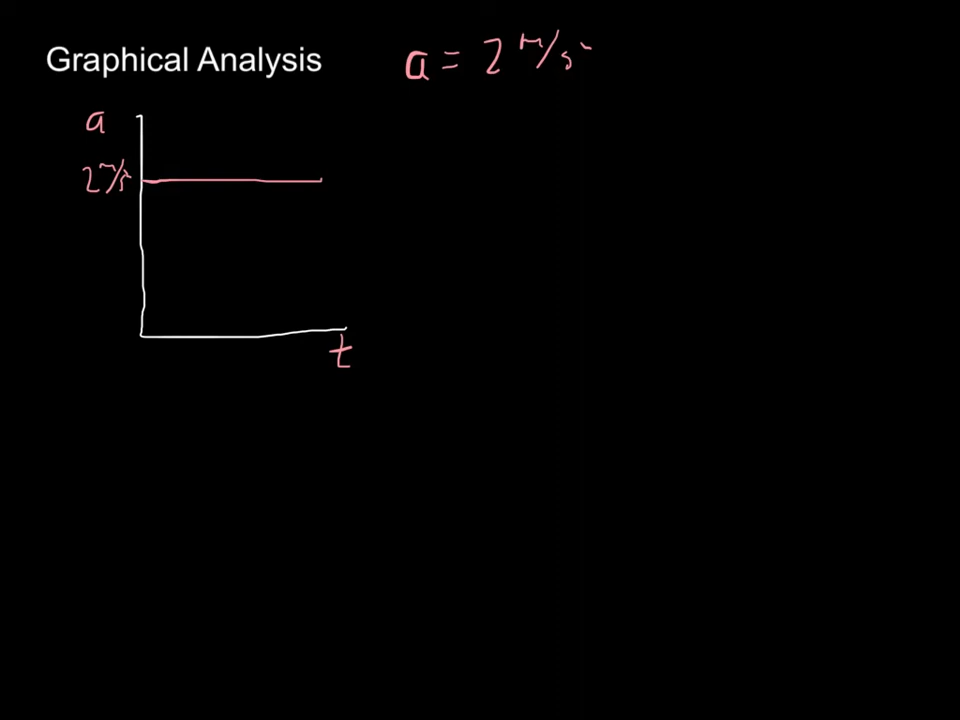 Graphical Analysis
a = 2 m/s²
a
2 m/s²
t